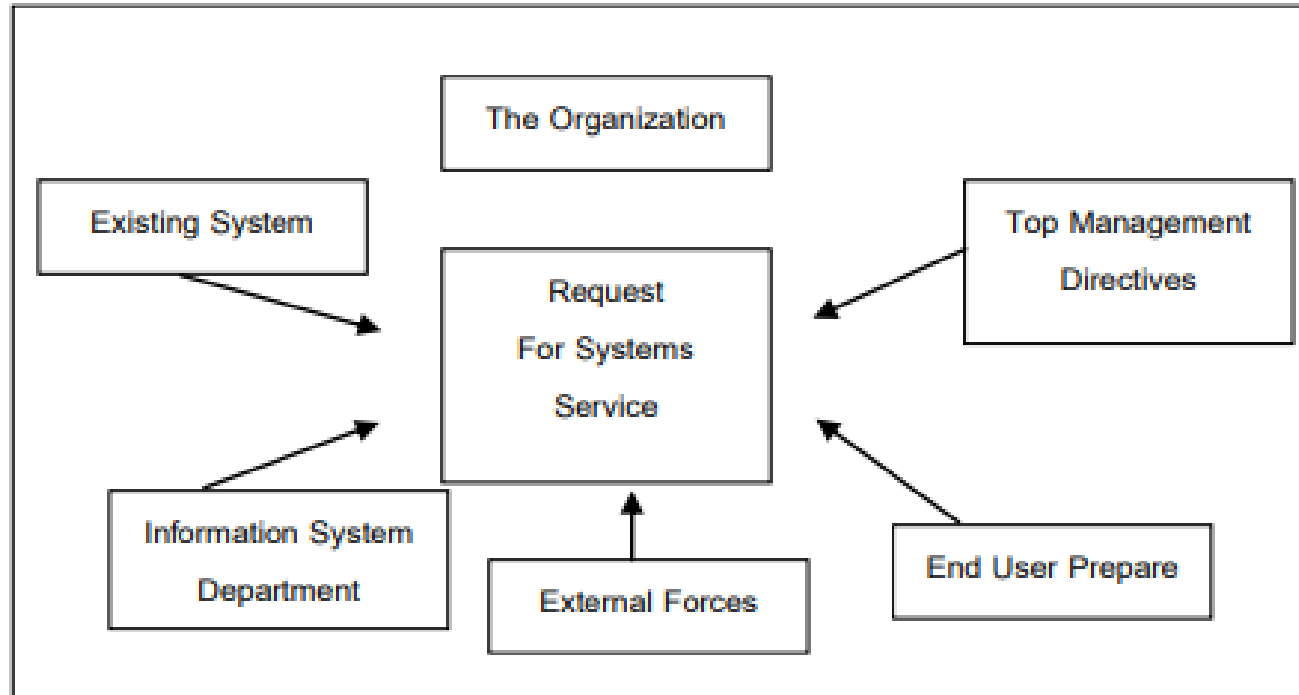 The Organization
Existing System
Top Management
Directives
Request
For Systems
Service
Information System
Department
External Forces
End User Prepare